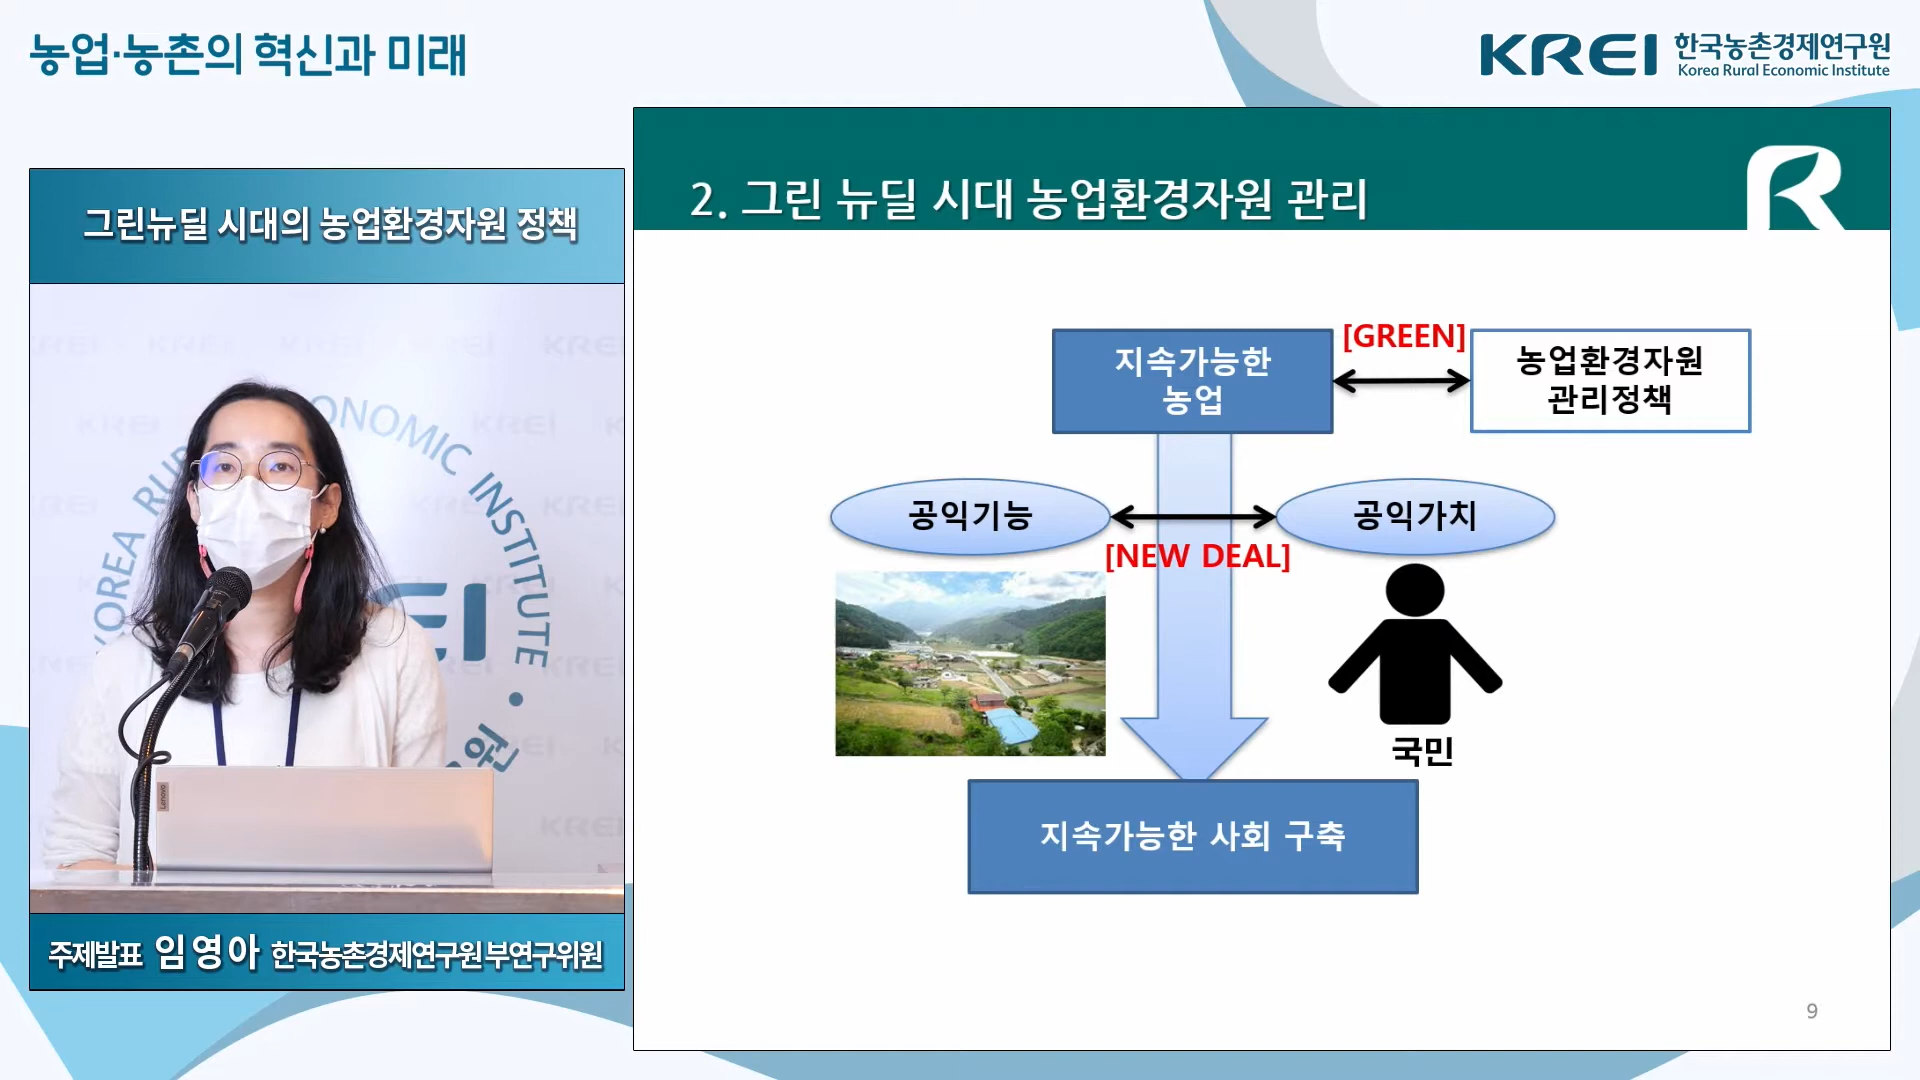 농업·농촌의 혁신과 미래
KREI 한국농촌경제연구원
Korea Rural Economic Institute
그린뉴딜 시대의 농업환경자원 정책
KOREA RURAL ECONOMIC INSTITUTE
KREI
Lenovo
주제발표 임영아 한국농촌경제연구원 부연구위원
2. 그린 뉴딜 시대 농업환경자원 관리
지속가능한
농업
[GREEN]
농업환경자원
관리정책
공익기능
공익가치
[NEW DEAL]
국민
지속가능한 사회 구축
9